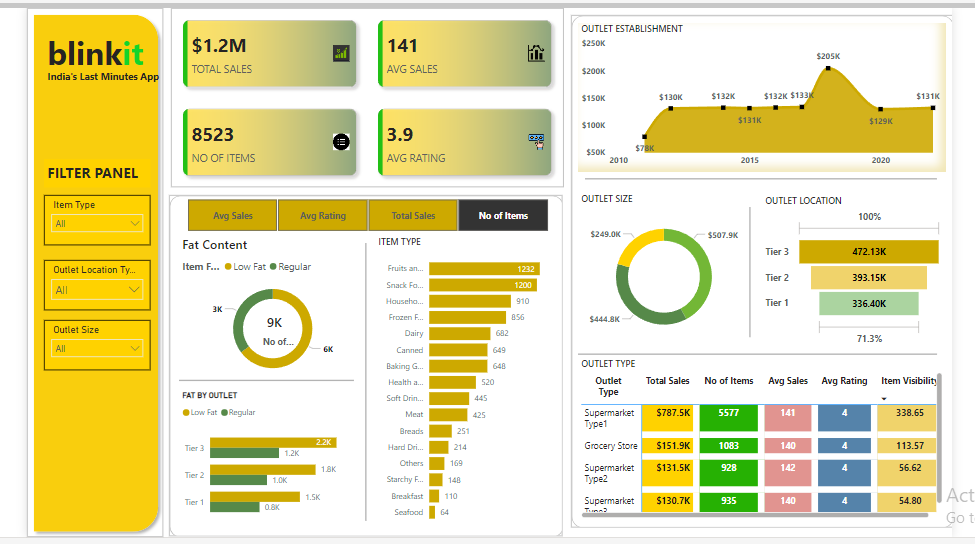 blinkit
India's Last Minutes App
FILTER PANEL
Item Type
All
Outlet Location Ty...
All
Outlet Size
All
$1.2M
TOTAL SALES
141
AVG SALES
8523
NO OF ITEMS
3.9
AVG RATING
Avg Sales
Avg Rating
Total Sales
No of Items
Fat Content
Item F... Low Fat Regular
3K
9K
No of...
6K
FAT BY OUTLET
Low Fat Regular
Tier 3 2.2K
1.2K
Tier 2 1.8K
1.0K
Tier 1 1.5K
0.8K
ITEM TYPE
Fruits an... 1232
Snack Fo... 1200
Househo... 910
Frozen F... 856
Dairy 682
Canned 649
Baking G... 648
Health a... 520
Soft Drin... 445
Meat 425
Breads 251
Hard Dri... 214
Others 169
Starchy F... 148
Breakfast 110
Seafood 64
OUTLET ESTABLISHMENT
$250K
$200K
$150K
$100K
$50K
$78K
$130K
$132K
$131K
$132K
$133K
$205K
$129K
$131K
2010 2015 2020
OUTLET SIZE
$249.0K
$507.9K
$444.8K
OUTLET LOCATION
100%
Tier 3 472.13K
Tier 2 393.15K
Tier 1 336.40K
71.3%
OUTLET TYPE
Outlet Type Total Sales No of Items Avg Sales Avg Rating Item Visibility
Supermarket Type1 $787.5K 5577 141 4 338.65
Grocery Store $151.9K 1083 140 4 113.57
Supermarket Type2 $131.5K 928 142 4 56.62
Supermarket Type3 $130.7K 935 140 4 54.80
Act
Go t